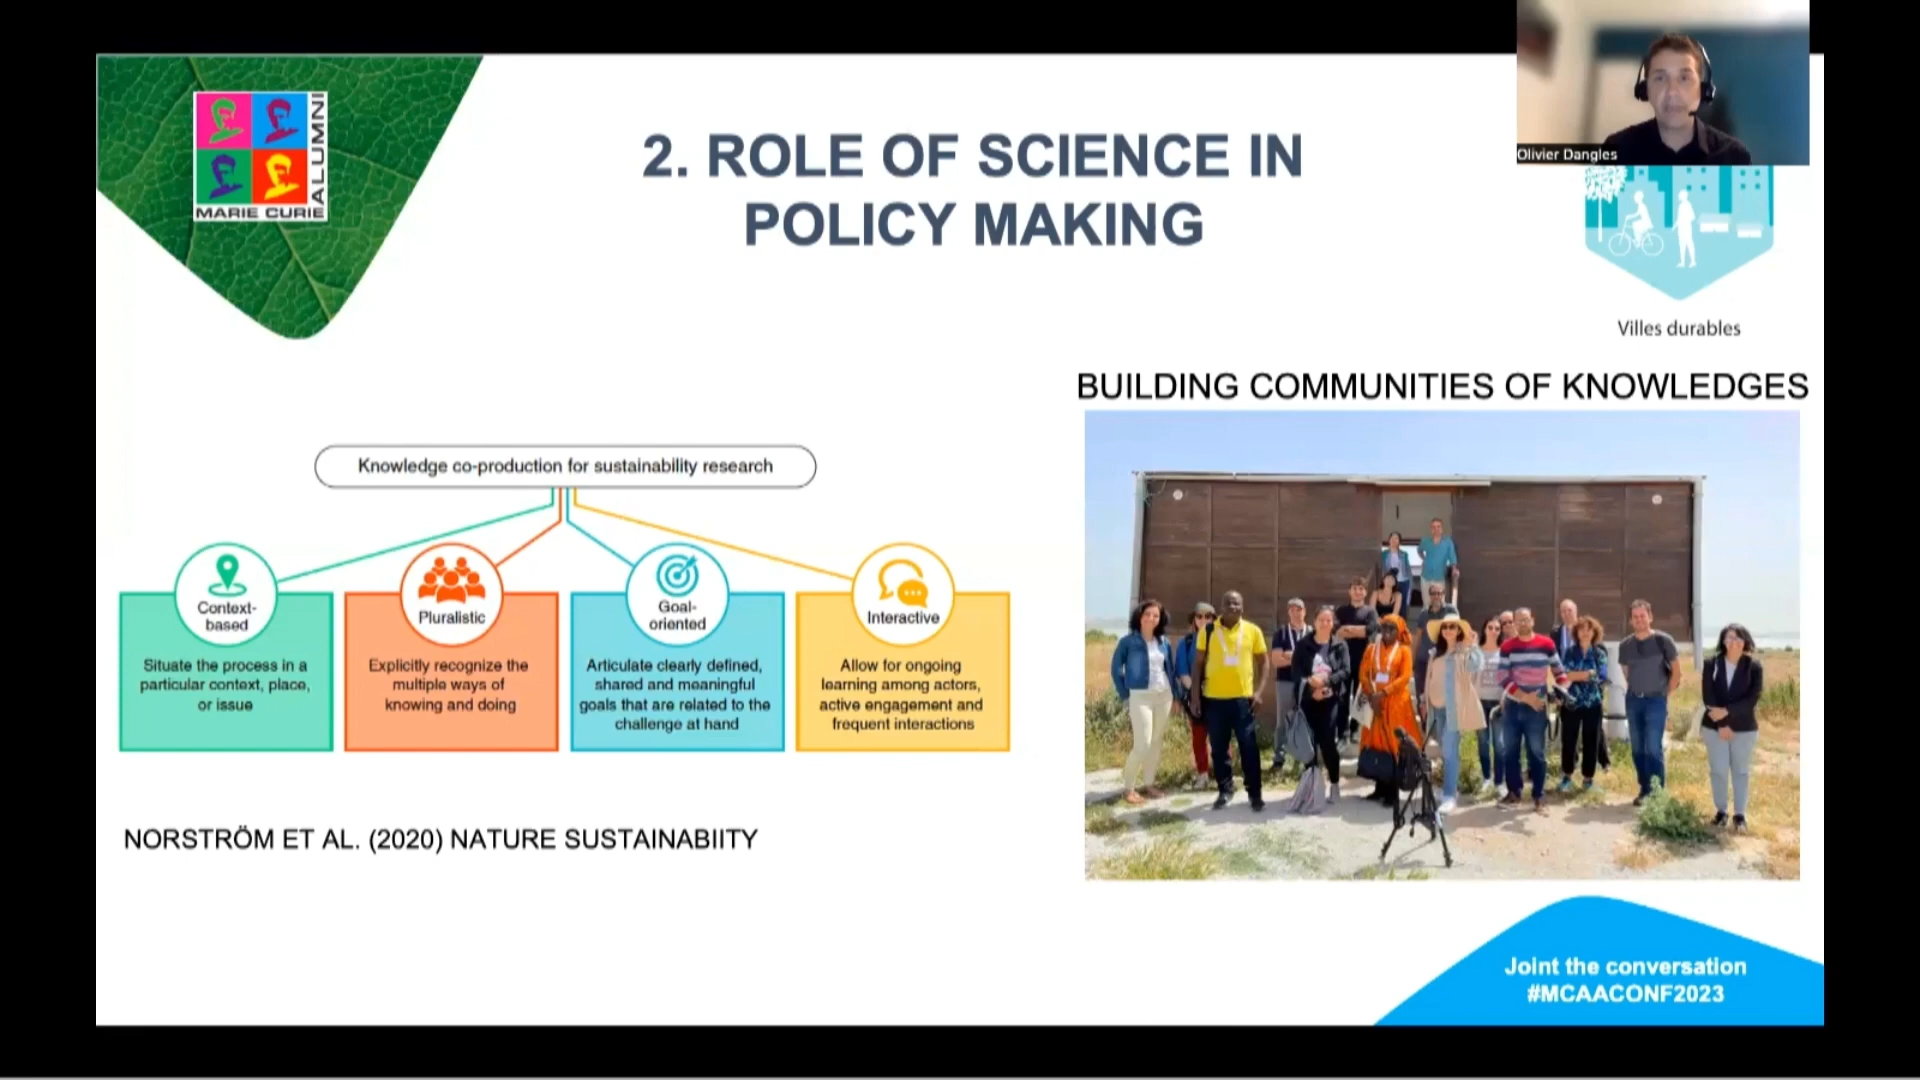 MARIE CURIE
ALUMNI
2. ROLE OF SCIENCE IN
POLICY MAKING
Olivier Dangles
Villes durables
BUILDING COMMUNITIES OF KNOWLEDGES
Knowledge co-production for sustainability research
Context-
based
Situate the process in a
particular context, place,
or issue
Pluralistic
Explicitly recognize the
multiple ways of
knowing and doing
Goal-
oriented
Articulate clearly defined,
shared and meaningful
goals that are related to the
challenge at hand
Interactive
Allow for ongoing
learning among actors,
active engagement and
frequent interactions
NORSTRÖM ET AL. (2020) NATURE SUSTAINABIITY
Joint the conversation
#MCAACONF2023